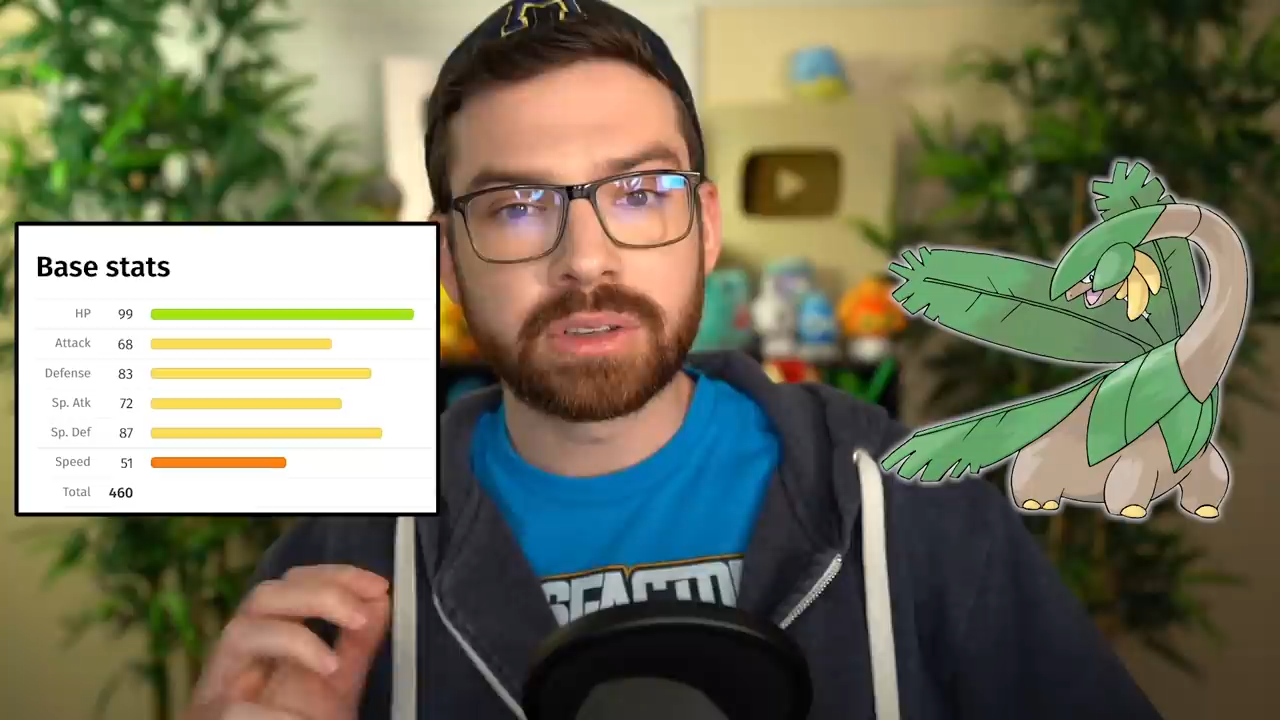 Base stats
HP 99
Attack 68
Defense 83
Sp. Atk 72
Sp. Def 87
Speed 51
Total 460